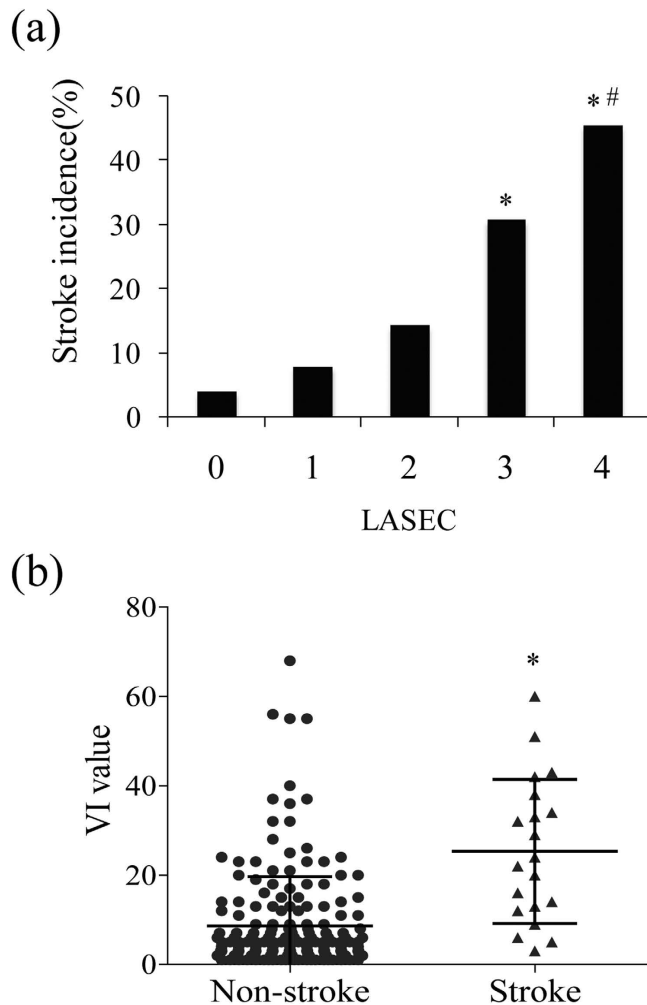 (a)
Stroke incidence(%)
50
40
30
20
10
0
* 
* #
0 1 2 3 4
LASEC
(b)
VI value
80
60
40
20
0
*
Non-stroke Stroke